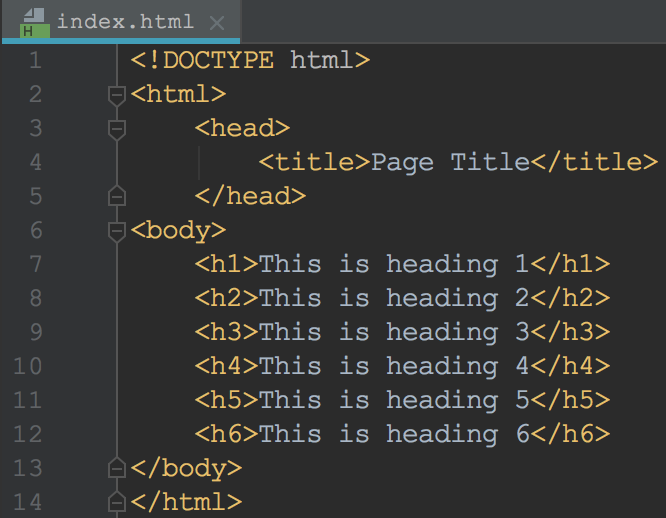 index.html
1 <!DOCTYPE html>
2 <html>
3     <head>
4         <title>Page Title</title>
5     </head>
6 <body>
7     <h1>This is heading 1</h1>
8     <h2>This is heading 2</h2>
9     <h3>This is heading 3</h3>
10     <h4>This is heading 4</h4>
11     <h5>This is heading 5</h5>
12     <h6>This is heading 6</h6>
13 </body>
14 </html>